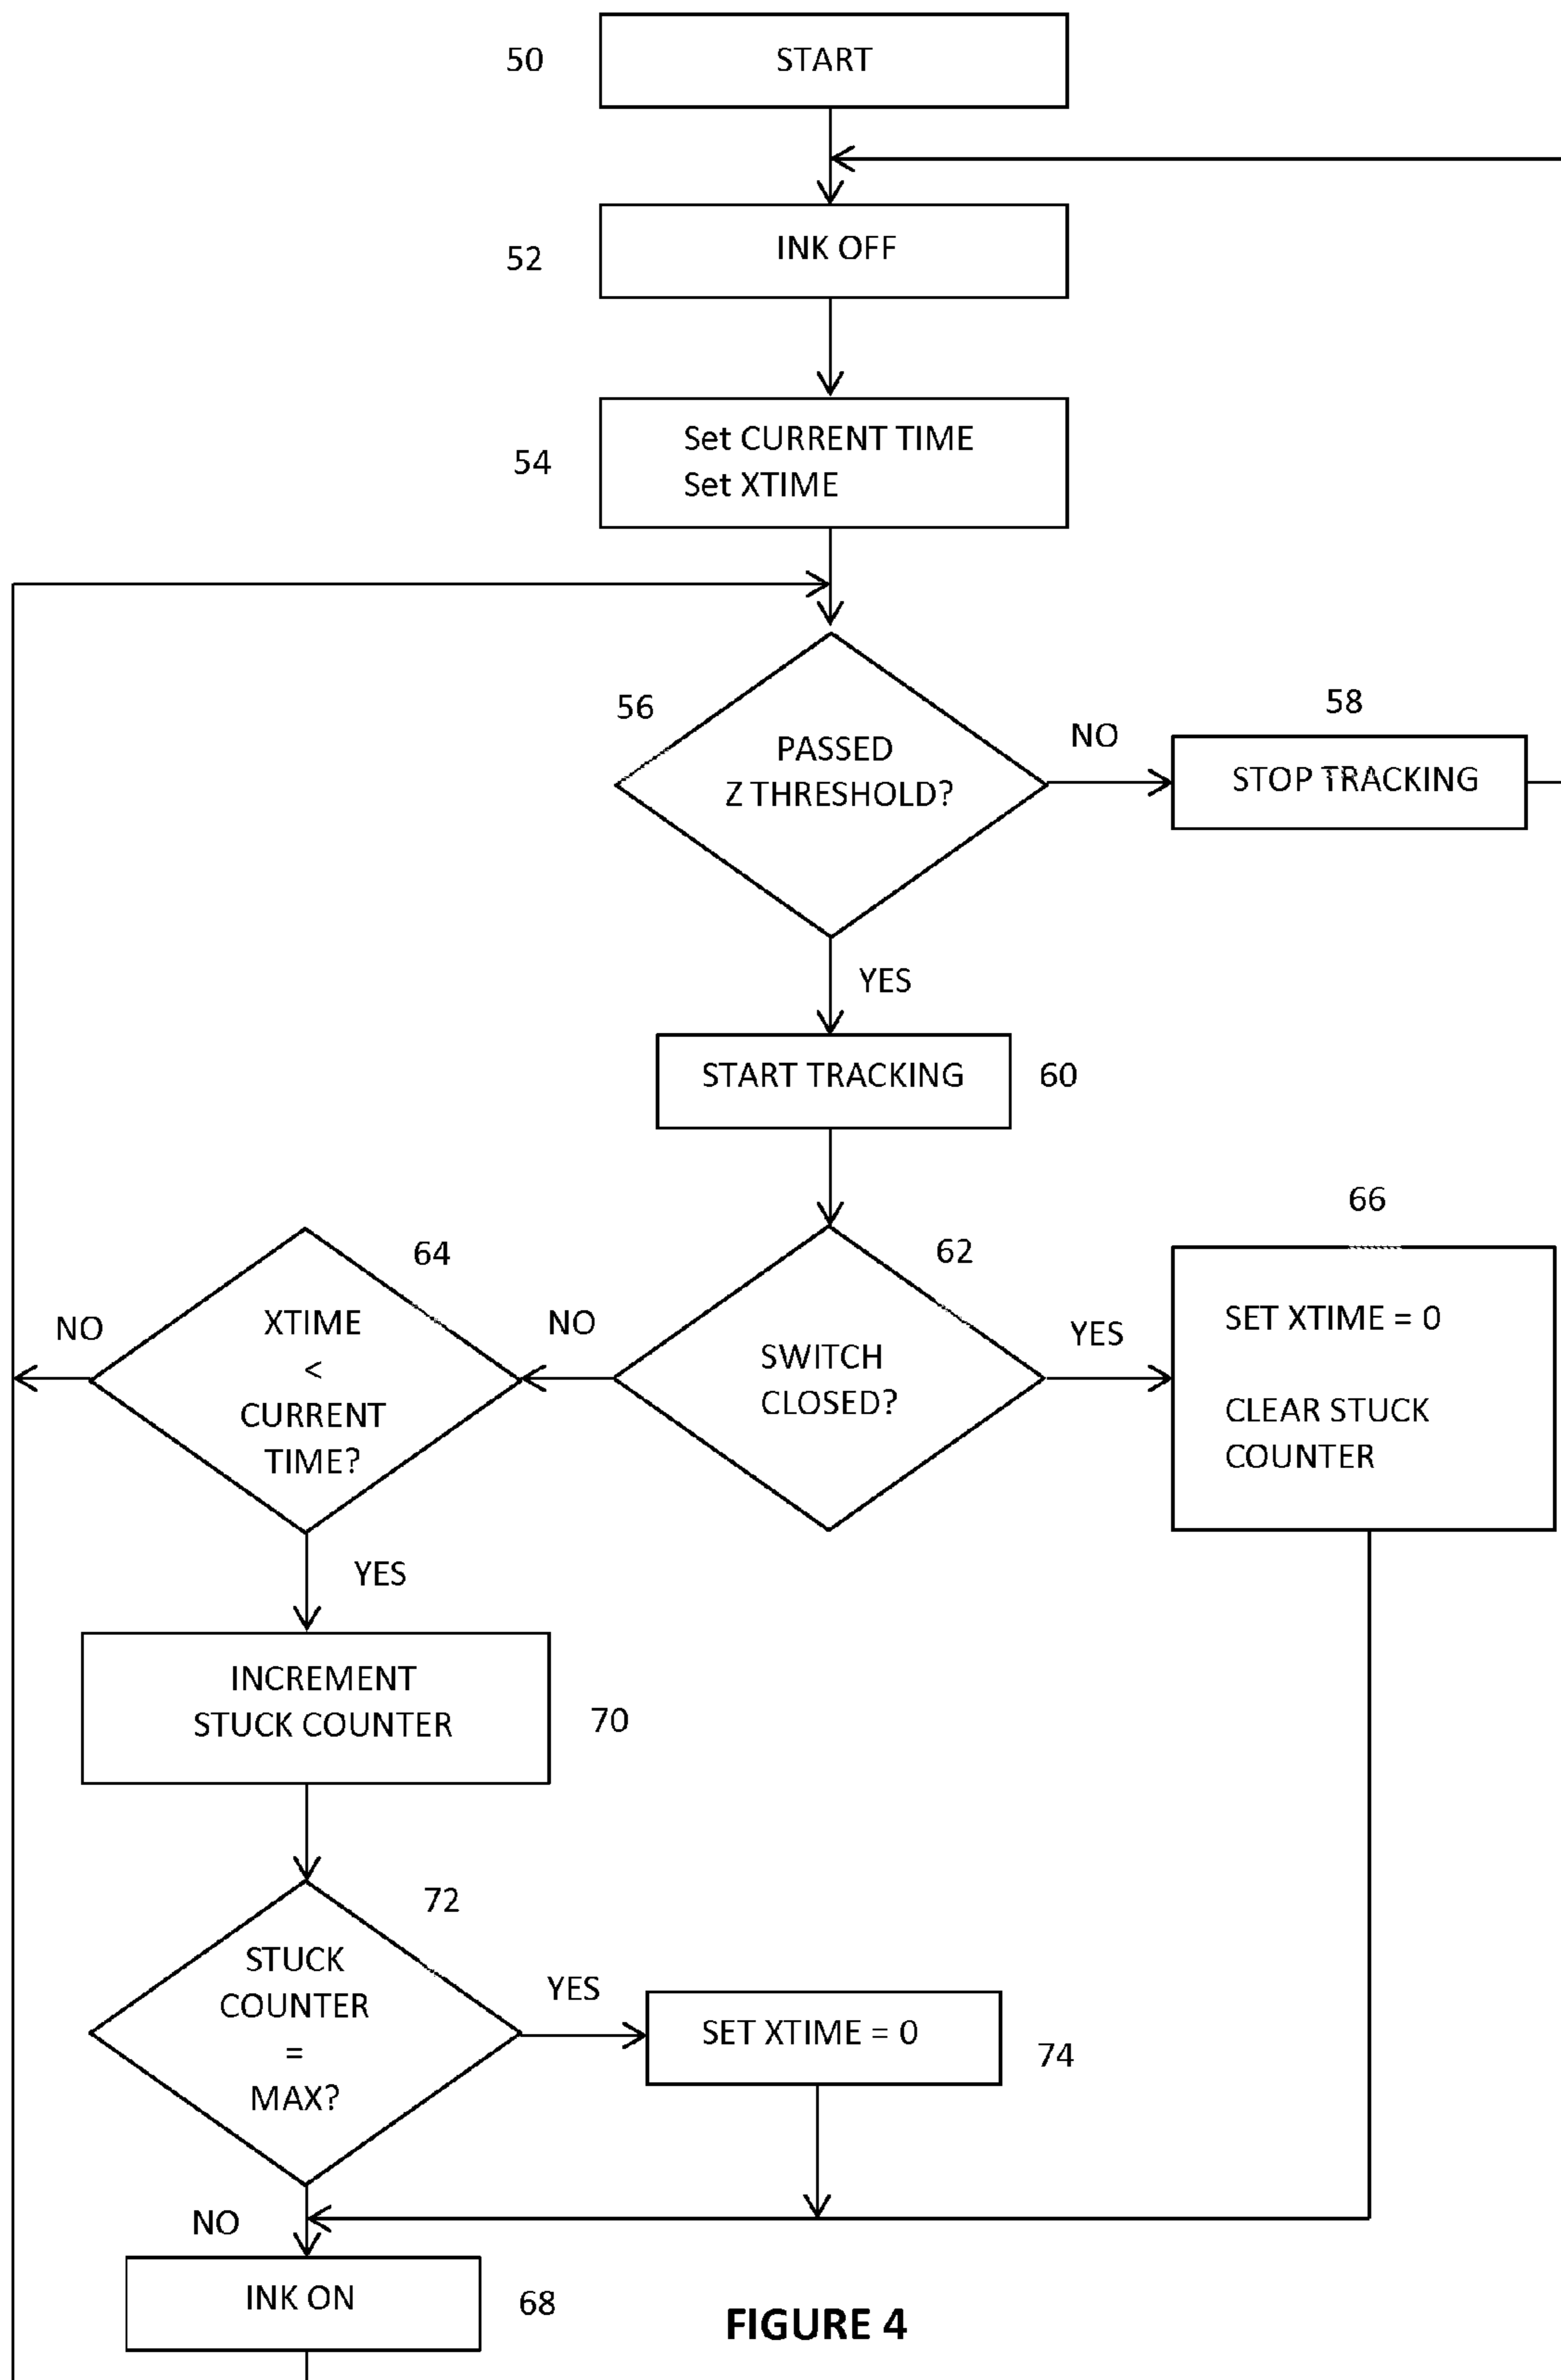 50
START
52
INK OFF
54
Set CURRENT TIME
Set XTIME
56
PASSED
Z THRESHOLD?
NO
58
STOP TRACKING
YES
START TRACKING
60
66
64
62
NO
XTIME
<
CURRENT
TIME?
NO
SWITCH
CLOSED?
YES
SET XTIME = 0
CLEAR STUCK
COUNTER
YES
INCREMENT
STUCK COUNTER
70
72
STUCK
COUNTER
=
MAX?
YES
SET XTIME = 0
74
NO
INK ON
68
FIGURE 4